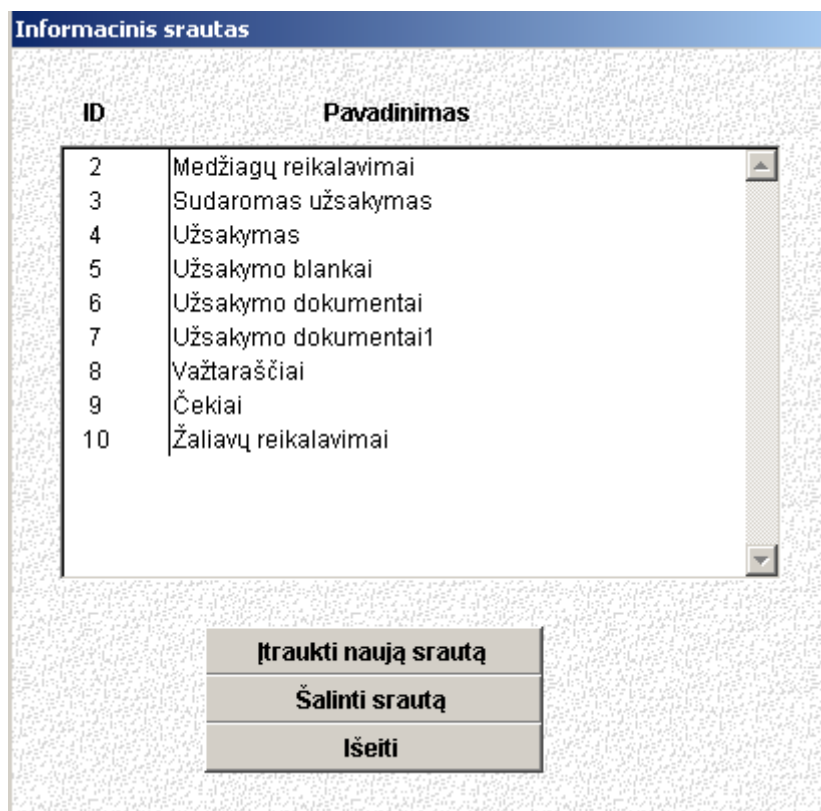 Informacinis srautas
ID Pavadinimas
2 Medžiagų reikalavimai
3 Sudaromas užsakymas
4 Užsakymas
5 Užsakymo blankai
6 Užsakymo dokumentai
7 Užsakymo dokumentai1
8 Važtaraščiai
9 Čekiai
10 Žaliavų reikalavimai
Įtraukti naują srautą
Šalinti srautą
Išeiti